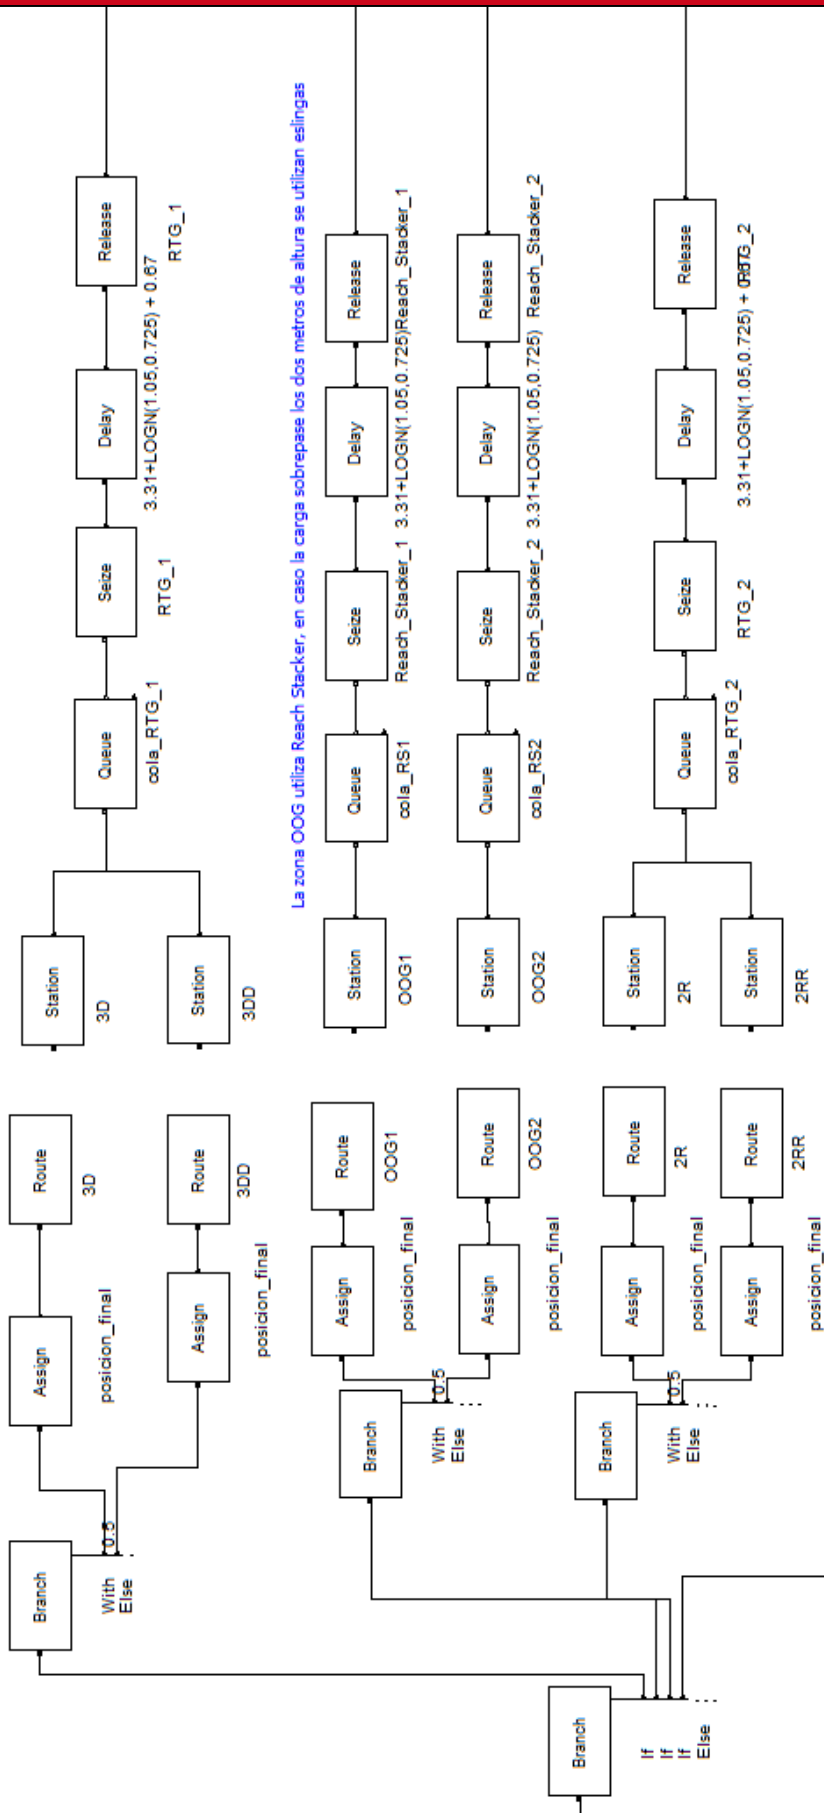 Branch
With
Else
0.5
Assign
posicion_final
Route
3D
Assign
posicion_final
Route
3DD
Station
3D
Station
3DD
Queue
cola_RTG_1
Seize
RTG_1
Delay
3.31+LOGN(1.05,0.725) + 0.67
Release
RTG_1
La zona OOG utiliza Reach Stacker, en caso la carga sobrepase los dos metros de altura se utilizan eslingas
Branch
With
Else
0.5
Assign
posicion_final
Route
OOG1
Station
OOG1
Queue
cola_RS1
Seize
Reach_Stacker_1
Delay
3.31+LOGN(1.05,0.725)
Release
Reach_Stacker_1
Assign
posicion_final
Route
OOG2
Station
OOG2
Queue
cola_RS2
Seize
Reach_Stacker_2
Delay
3.31+LOGN(1.05,0.725)
Release
Reach_Stacker_2
Branch
If
If
If
Else
Branch
With
Else
0.5
Assign
posicion_final
Route
2R
Assign
posicion_final
Route
2RR
Station
2R
Station
2RR
Queue
cola_RTG_2
Seize
RTG_2
Delay
3.31+LOGN(1.05,0.725) +
Release